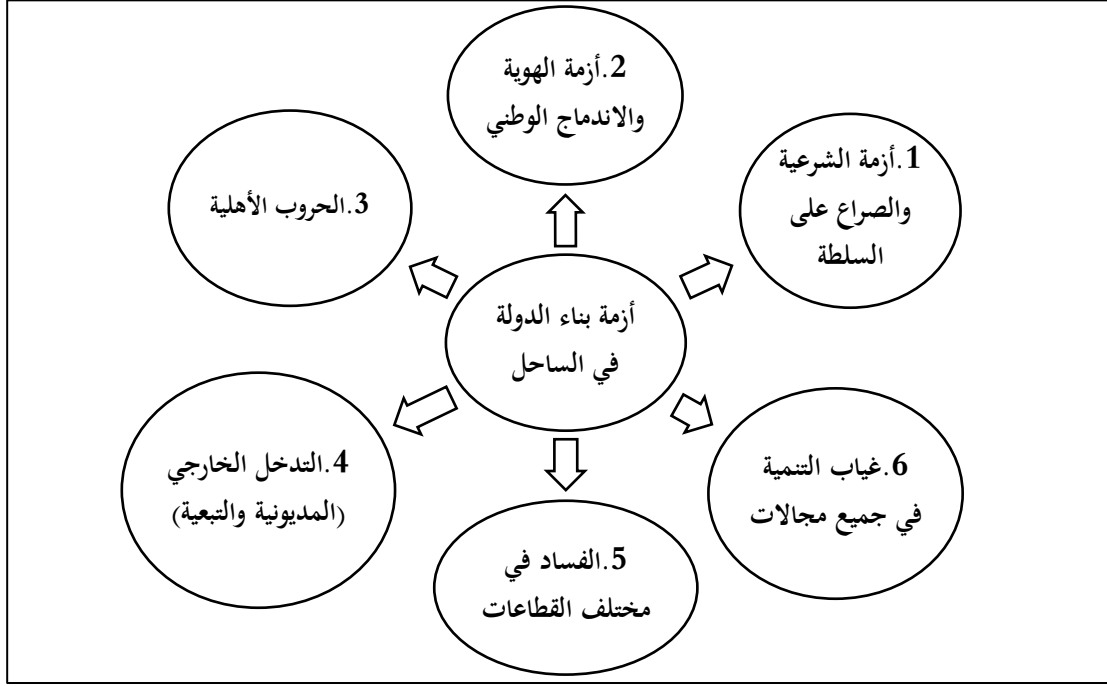 2.أزمة الهوية
والاندماج الوطني
1.أزمة الشرعية
والصراع على
السلطة
3.الحروب الأهلية
أزمة بناء الدولة
في الساحل
4.التدخل الخارجي
(المديونية والتبعية)
6.غياب التنمية
في جميع مجالات
5.الفساد في
مختلف القطاعات